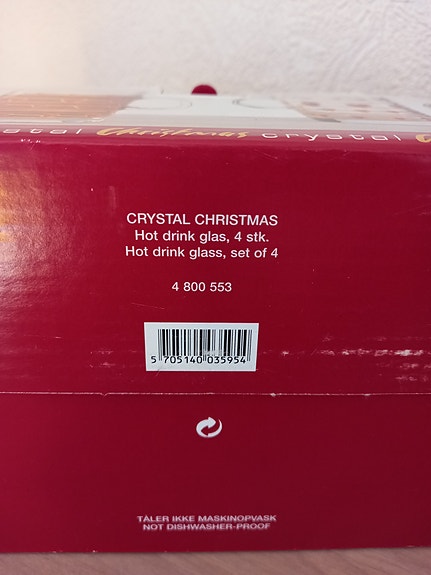 stal Christmas crystal
CRYSTAL CHRISTMAS
Hot drink glas, 4 stk.
Hot drink glass, set of 4
4 800 553
5 705140 035954
TÅLER IKKE MASKINOPVASK
NOT DISHWASHER-PROOF